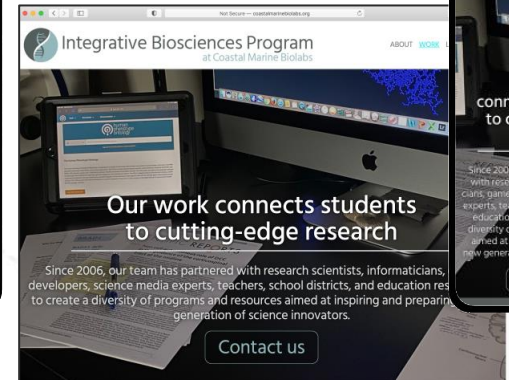 Not Secure — coastalmarinebiolabs.org
Integrative Biosciences Program
at Coastal Marine Biolabs
ABOUT WORK L
Our work connects students
to cutting-edge research
Since 2006, our team has partnered with research scientists, informaticians,
developers, science media experts, teachers, school districts, and education res
to create a diversity of programs and resources aimed at inspiring and preparing
generation of science innovators.
Contact us
conn
to c
Since 200
with rese
cians, game
experts, tea
educatio
diversity o
aimed at
new genera